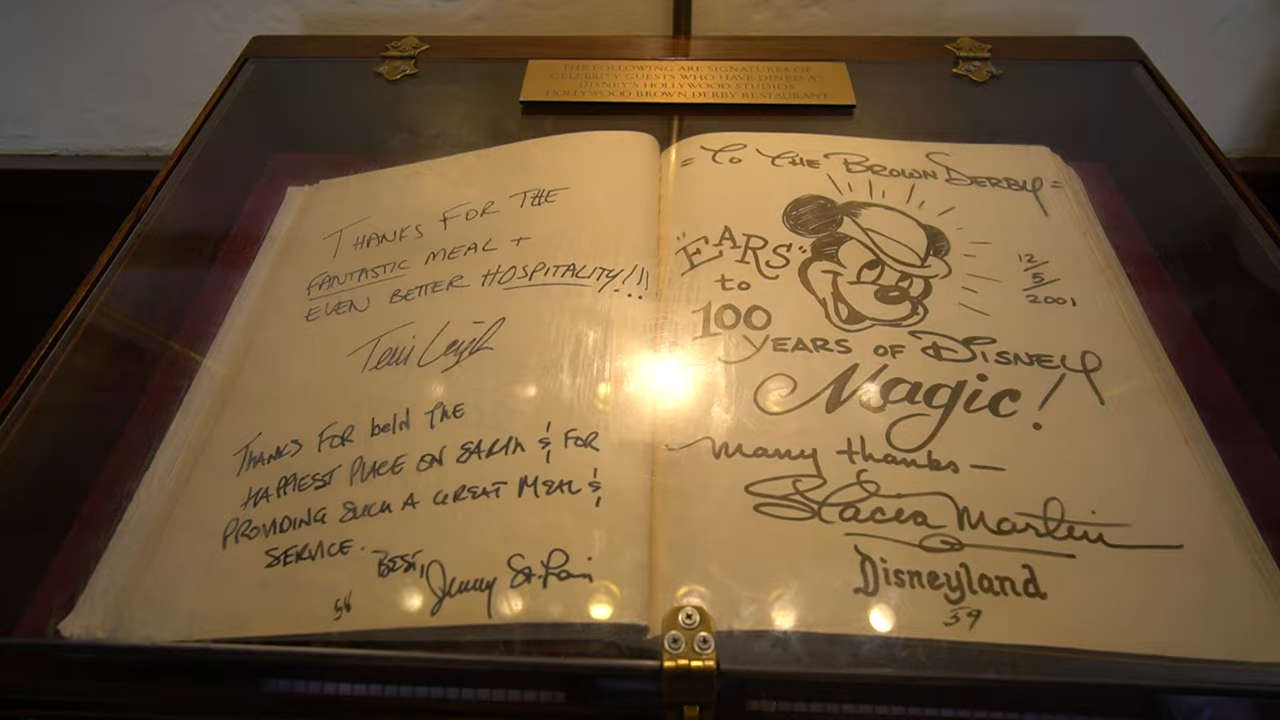 THE FOLLOWING ARE SIGNATURES OF
CELEBRITY GUESTS WHO HAVE DINED AT
DISNEY'S HOLLYWOOD STUDIOS
HOLLYWOOD BROWN DERBY RESTAURANT
THANKS FOR THE
FANTASTIC MEAL +
EVEN BETTER HOSPITALITY!!!
THANKS FOR beIN THE
HAPPIEST PLACE ON EARTH & FOR
PROVIDING SUCH A GREAT MEAL &
SERVICE.
BEST,
Jenny
58
= TO THE BROWN DERBY =
"EARS"
to
100
YEARS OF DISNEY
Magic!
12/5/2001
Many thanks —
Stacia Martin
Disneyland
59